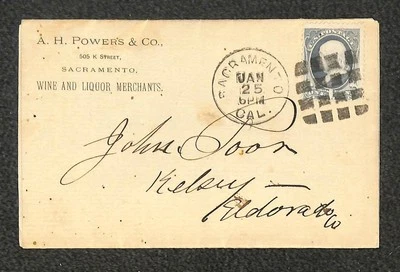 A. H. POWERS & CO.,
505 K STREET,
SACRAMENTO,
WINE AND LIQUOR MERCHANTS.
SACRAMENTO
JAN
25
6PM
CAL.
John Poor
Kelsey
Eldorado
Co